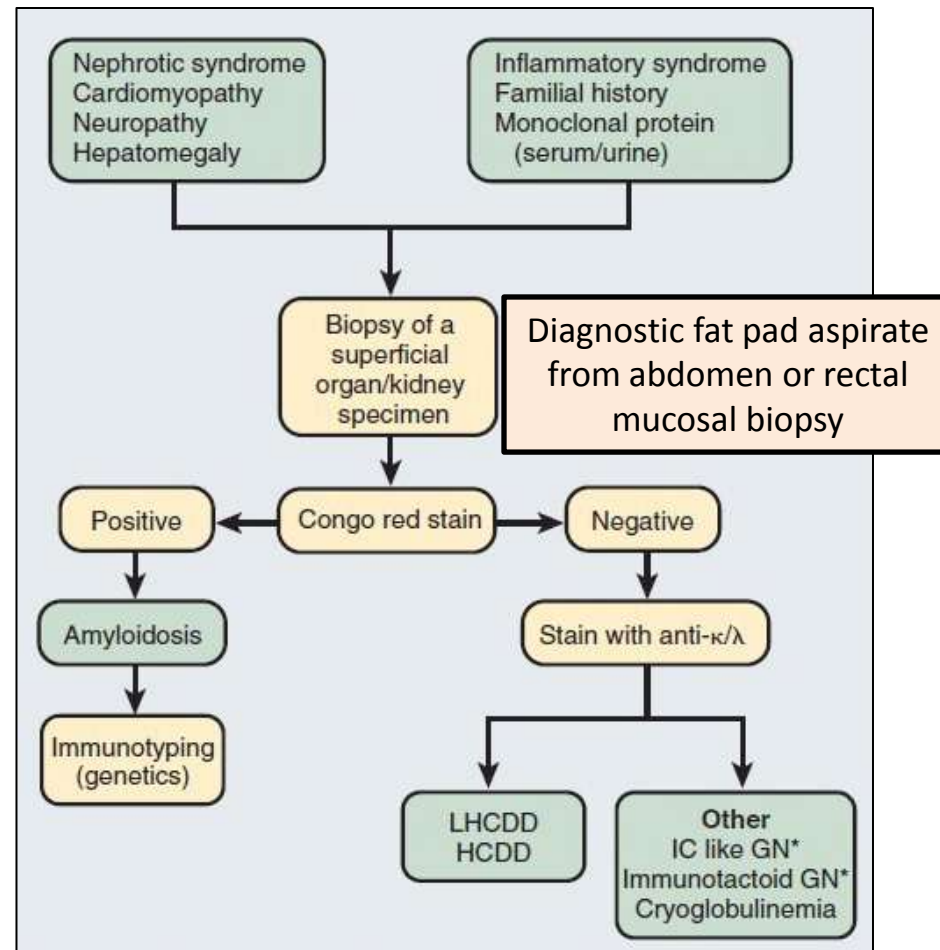 Nephrotic syndrome
Cardiomyopathy
Neuropathy
Hepatomegaly
Inflammatory syndrome
Familial history
Monoclonal protein
(serum/urine)
Biopsy of a
superficial
organ/kidney
specimen
Diagnostic fat pad aspirate
from abdomen or rectal
mucosal biopsy
Positive
Congo red stain
Negative
Amyloidosis
Stain with anti-κ/λ
Immunotyping
(genetics)
LHCDD
HCDD
Other
IC like GN*
Immunotactoid GN*
Cryoglobulinemia